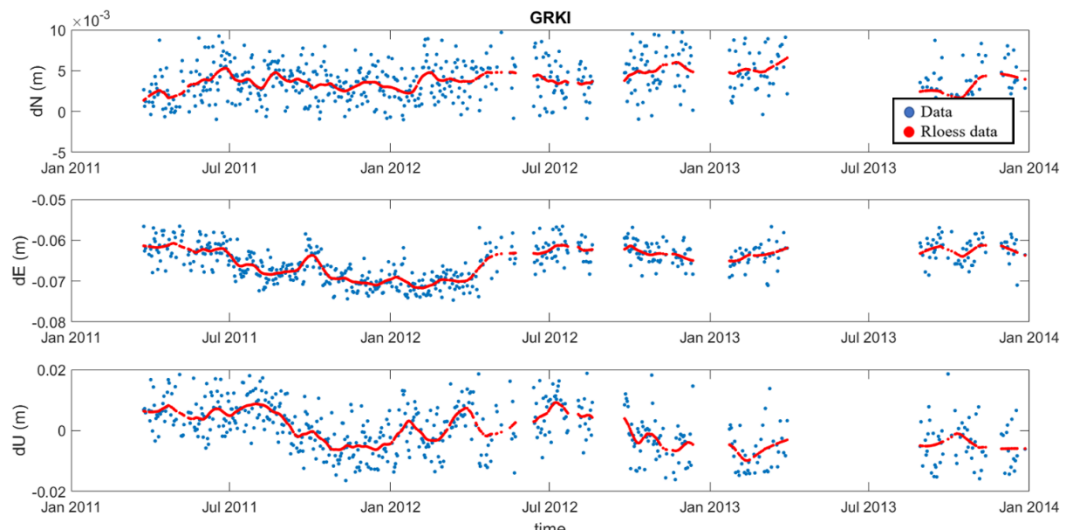 GRKI
×10⁻³
10
5
0
-5
dN (m)
Data
Rloess data
Jan 2011 Jul 2011 Jan 2012 Jul 2012 Jan 2013 Jul 2013 Jan 2014
-0.05
-0.06
-0.07
-0.08
dE (m)
Jan 2011 Jul 2011 Jan 2012 Jul 2012 Jan 2013 Jul 2013 Jan 2014
0.02
0
-0.02
dU (m)
Jan 2011 Jul 2011 Jan 2012 Jul 2012 Jan 2013 Jul 2013 Jan 2014
time